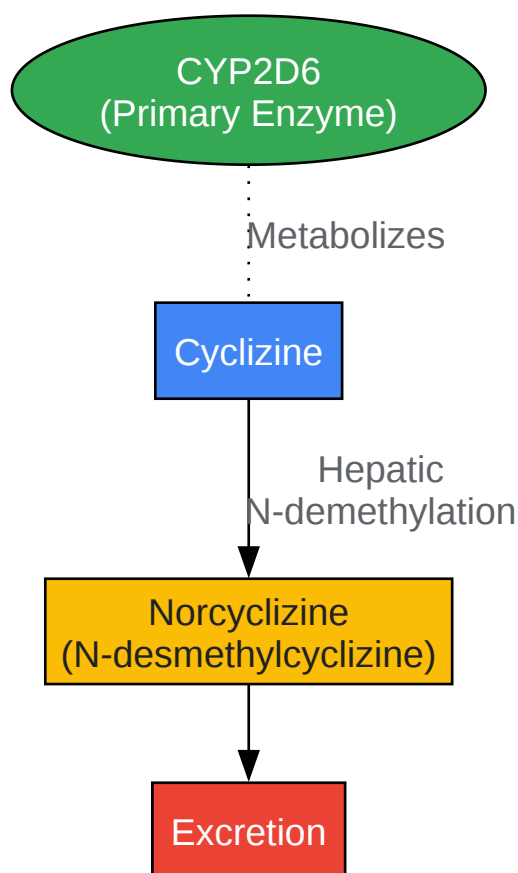 CYP2D6
(Primary Enzyme)
Metabolizes
Cyclizine
Hepatic
N-demethylation
Norcyclizine
(N-desmethylcyclizine)
Excretion